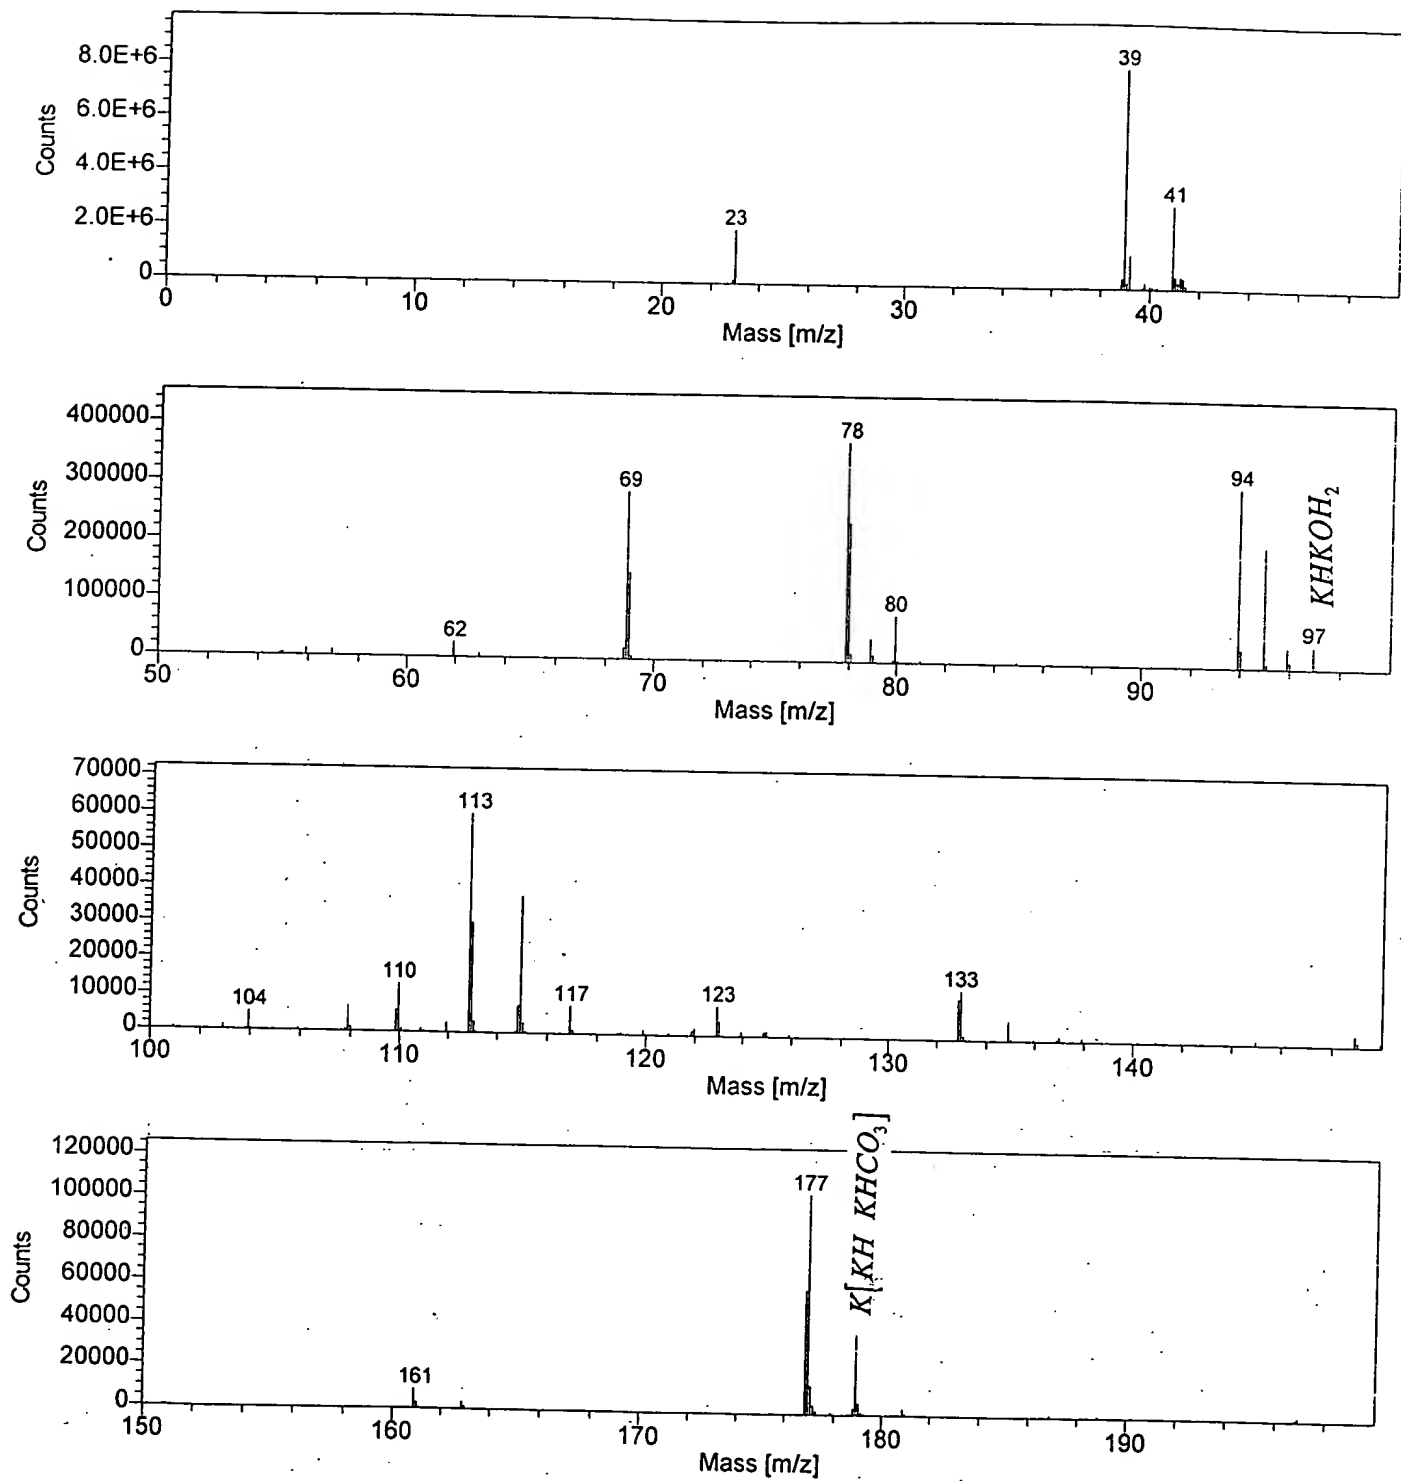 8.0E+6
6.0E+6
4.0E+6
2.0E+6
0
Counts
23
39
41
0 10 20 30 40
Mass [m/z]
400000
300000
200000
100000
0
Counts
62
69
78
80
94
97
KHKOH₂
50 60 70 80 90
Mass [m/z]
70000
60000
50000
40000
30000
20000
10000
0
Counts
104
110
113
117
123
133
100 110 120 130 140
Mass [m/z]
120000
100000
80000
60000
40000
20000
0
Counts
161
177
K[KH KHCO₃]
150 160 170 180 190
Mass [m/z]